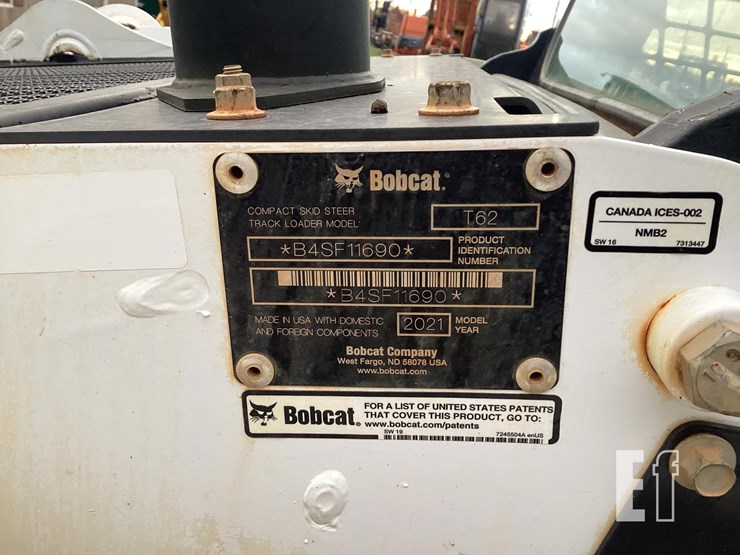 Bobcat®
COMPACT SKID STEER
TRACK LOADER MODEL:
T62
*B4SF11690*
PRODUCT
IDENTIFICATION
NUMBER
*B4SF11690*
MADE IN USA WITH DOMESTIC
AND FOREIGN COMPONENTS
2021
MODEL
YEAR
Bobcat Company
West Fargo, ND 58078 USA
www.bobcat.com
CANADA ICES-002
NMB2
SW 16 7313447
Bobcat®
FOR A LIST OF UNITED STATES PATENTS
THAT COVER THIS PRODUCT, GO TO:
www.bobcat.com/patents
SW 19 7245504A enUS
Ef